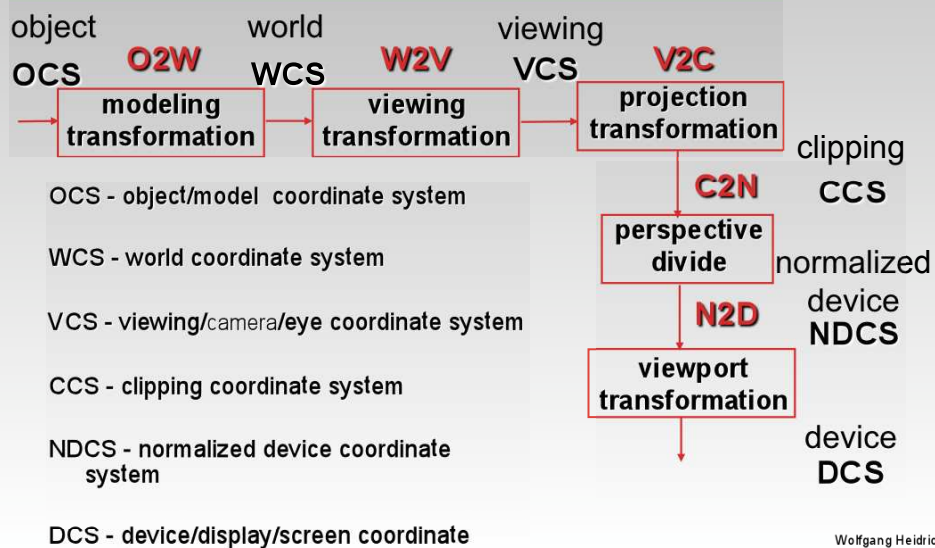 object
OCS
O2W
world
WCS
W2V
viewing
VCS
V2C
modeling
transformation
viewing
transformation
projection
transformation
clipping
CCS
C2N
perspective
divide
normalized
device
NDCS
N2D
viewport
transformation
device
DCS
OCS - object/model coordinate system
WCS - world coordinate system
VCS - viewing/camera/eye coordinate system
CCS - clipping coordinate system
NDCS - normalized device coordinate
system
DCS - device/display/screen coordinate
Wolfgang Heidric